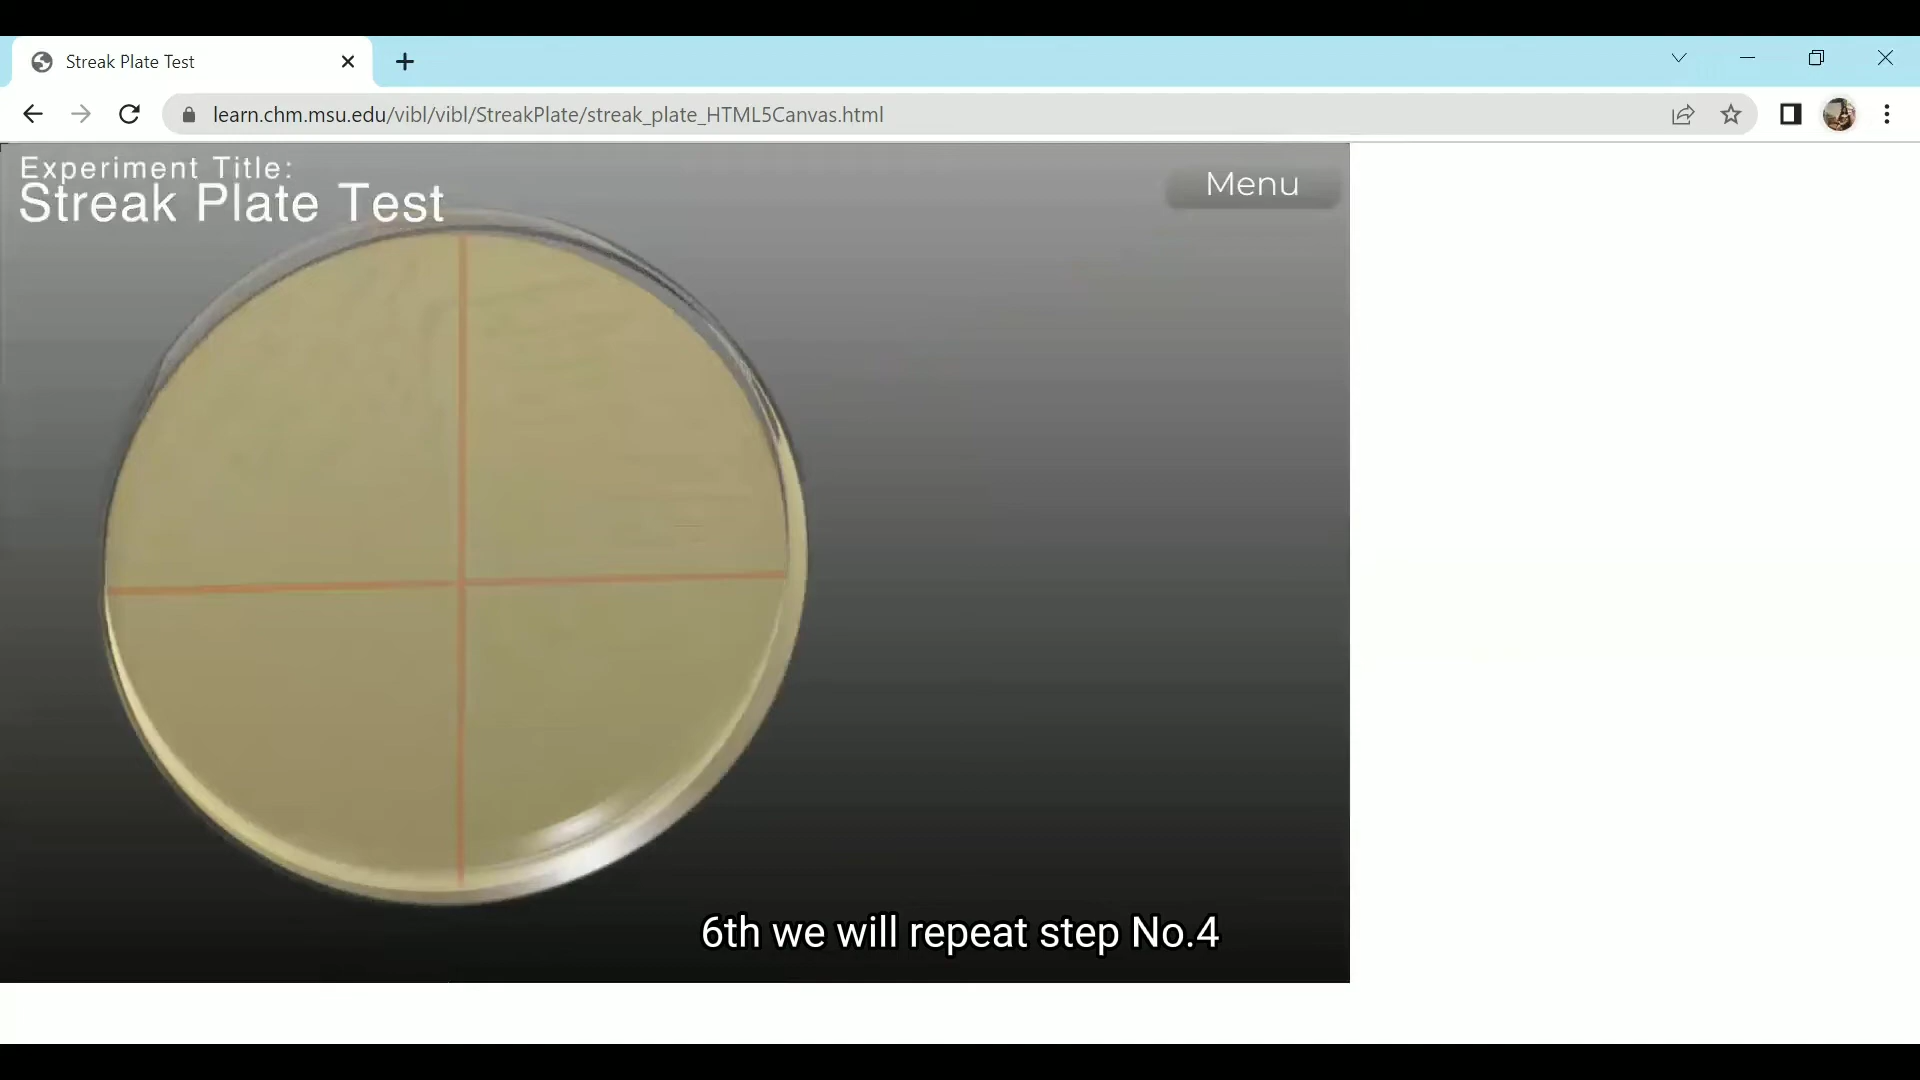 Streak Plate Test
learn.chm.msu.edu/vibl/vibl/StreakPlate/streak_plate_HTML5Canvas.html
Experiment Title:
Streak Plate Test
Menu
6th we will repeat step No.4